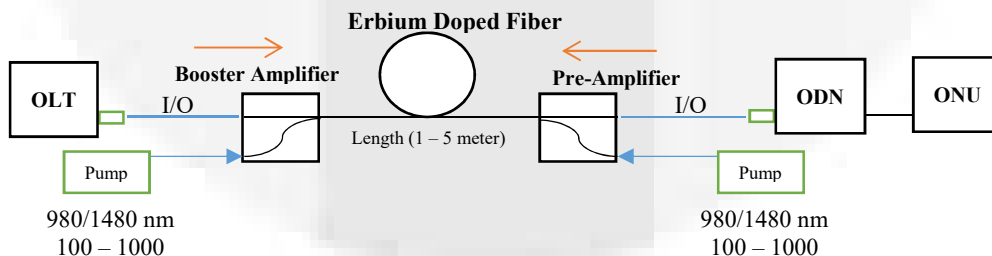 Erbium Doped Fiber
Booster Amplifier
Pre-Amplifier
OLT
I/O
Length (1 – 5 meter)
I/O
ODN
ONU
Pump
980/1480 nm
100 – 1000
Pump
980/1480 nm
100 – 1000